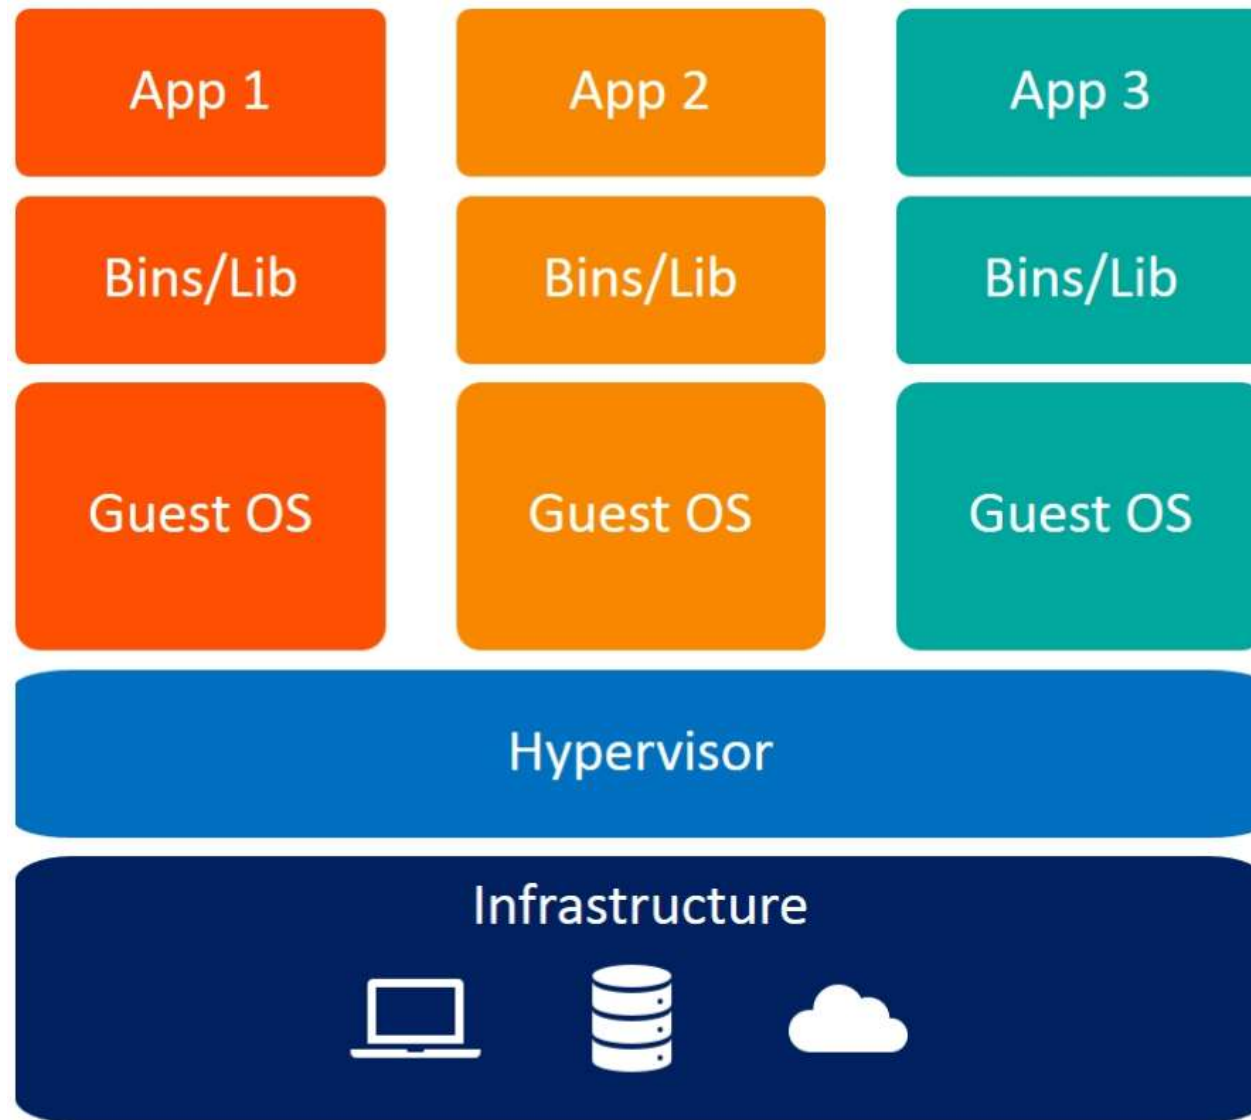 App 1
App 2
App 3
Bins/Lib
Bins/Lib
Bins/Lib
Guest OS
Guest OS
Guest OS
Hypervisor
Infrastructure